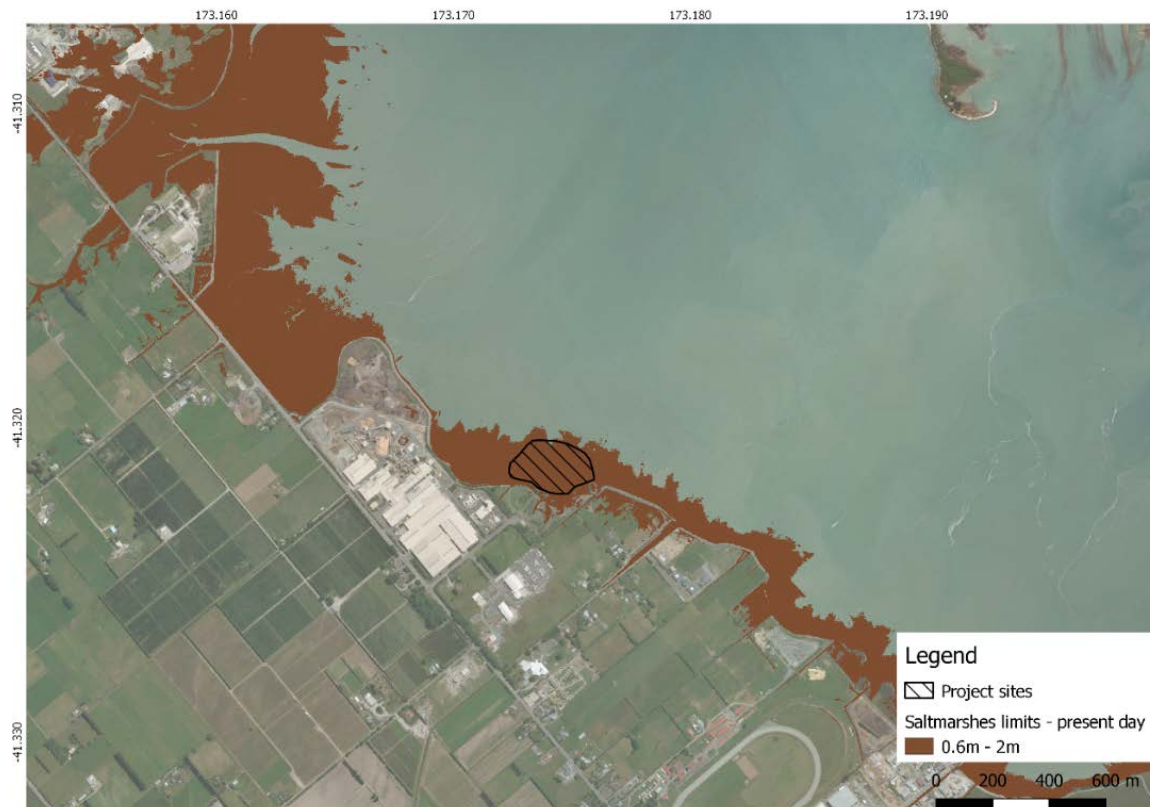 173.160 173.170 173.180 173.190
-41.310
-41.320
-41.330
Legend
Project sites
Saltmarshes limits - present day
0.6m - 2m
0 200 400 600 m